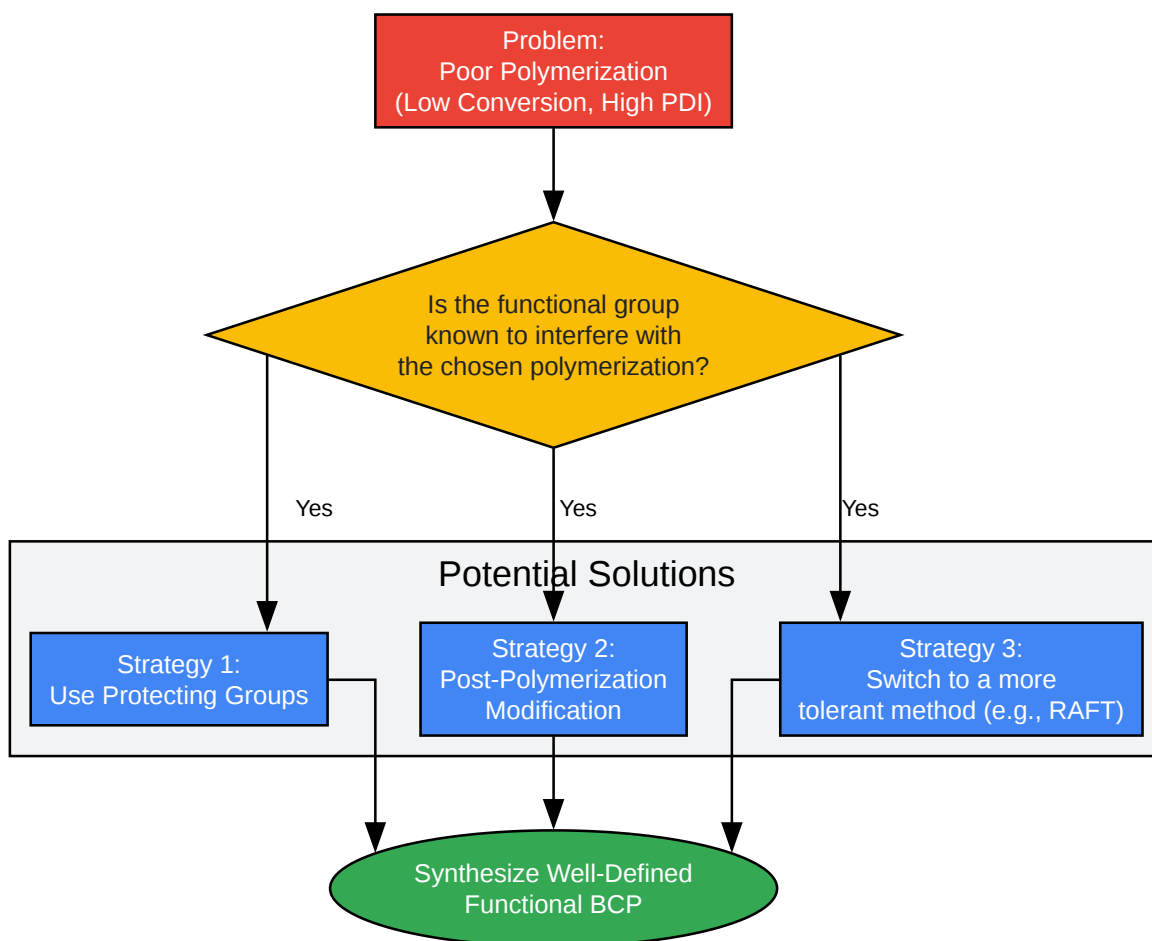 Problem:
Poor Polymerization
(Low Conversion, High PDI)
Is the functional group
known to interfere with
the chosen polymerization?
Yes
Yes
Yes
Potential Solutions
Strategy 1:
Use Protecting Groups
Strategy 2:
Post-Polymerization
Modification
Strategy 3:
Switch to a more
tolerant method (e.g., RAFT)
Synthesize Well-Defined
Functional BCP